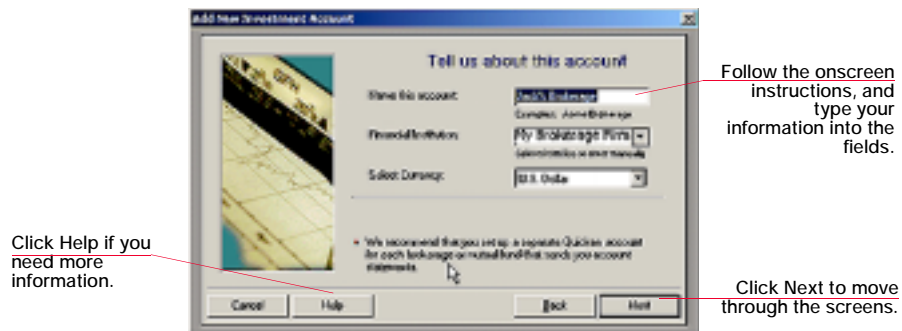 Add New Investment Account
Tell us about this account
Name this account:
Brokerage
Example: Acme Brokerage
Financial Institution:
My Brokerage Firm
Select Currency:
U.S. Dollar
We recommend that you set up a separate Quicken account
for each brokerage or mutual fund that sends you account
statements.
Cancel
Help
Back
Next
Follow the onscreen
instructions, and
type your
information into the
fields.
Click Help if you
need more
information.
Click Next to move
through the screens.